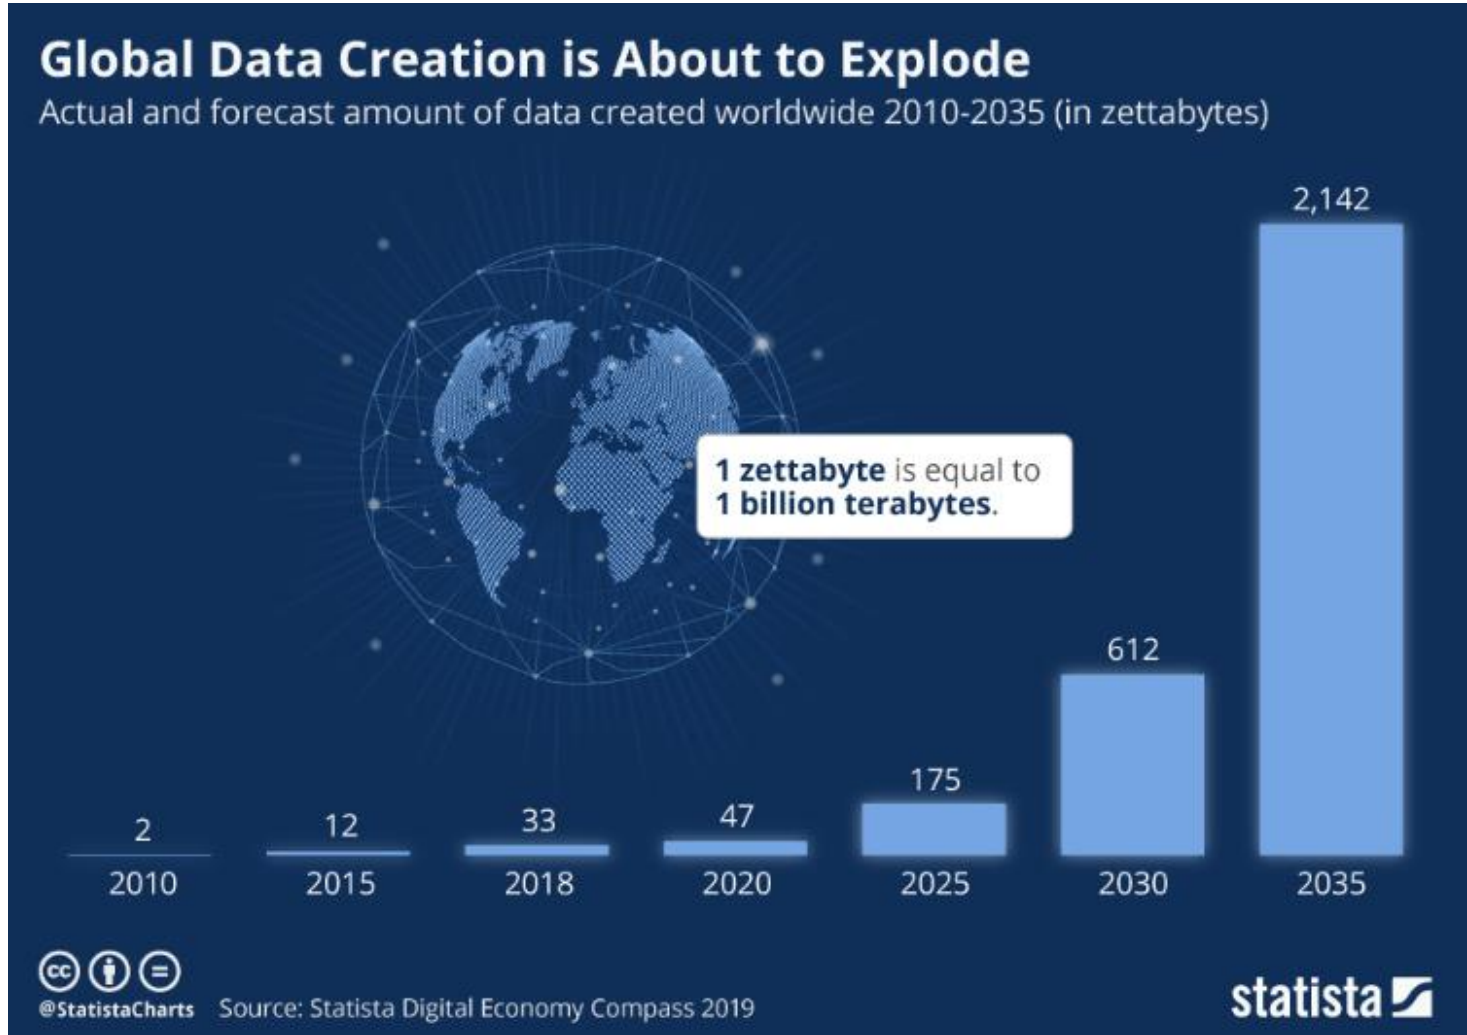 Global Data Creation is About to Explode
Actual and forecast amount of data created worldwide 2010-2035 (in zettabytes)
2,142
1 zettabyte is equal to
1 billion terabytes.
612
175
2
12
33
47
2010
2015
2018
2020
2025
2030
2035
cc
@StatistaCharts
Source: Statista Digital Economy Compass 2019
statista